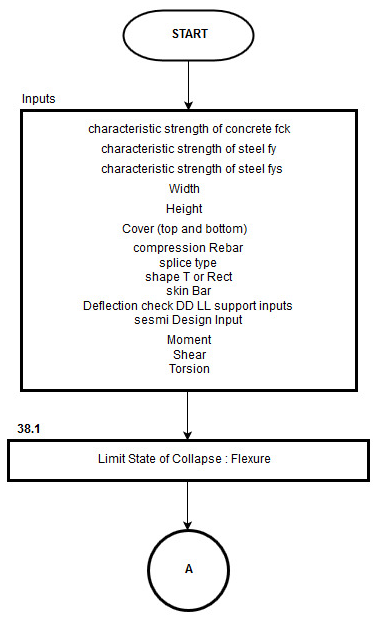 START
Inputs
characteristic strength of concrete fck
characteristic strength of steel fy
characteristic strength of steel fys
Width
Height
Cover (top and bottom)
compression Rebar
splice type
shape T or Rect
skin Bar
Deflection check DD LL support inputs
sesmi Design Input
Moment
Shear
Torsion
38.1
Limit State of Collapse : Flexure
A